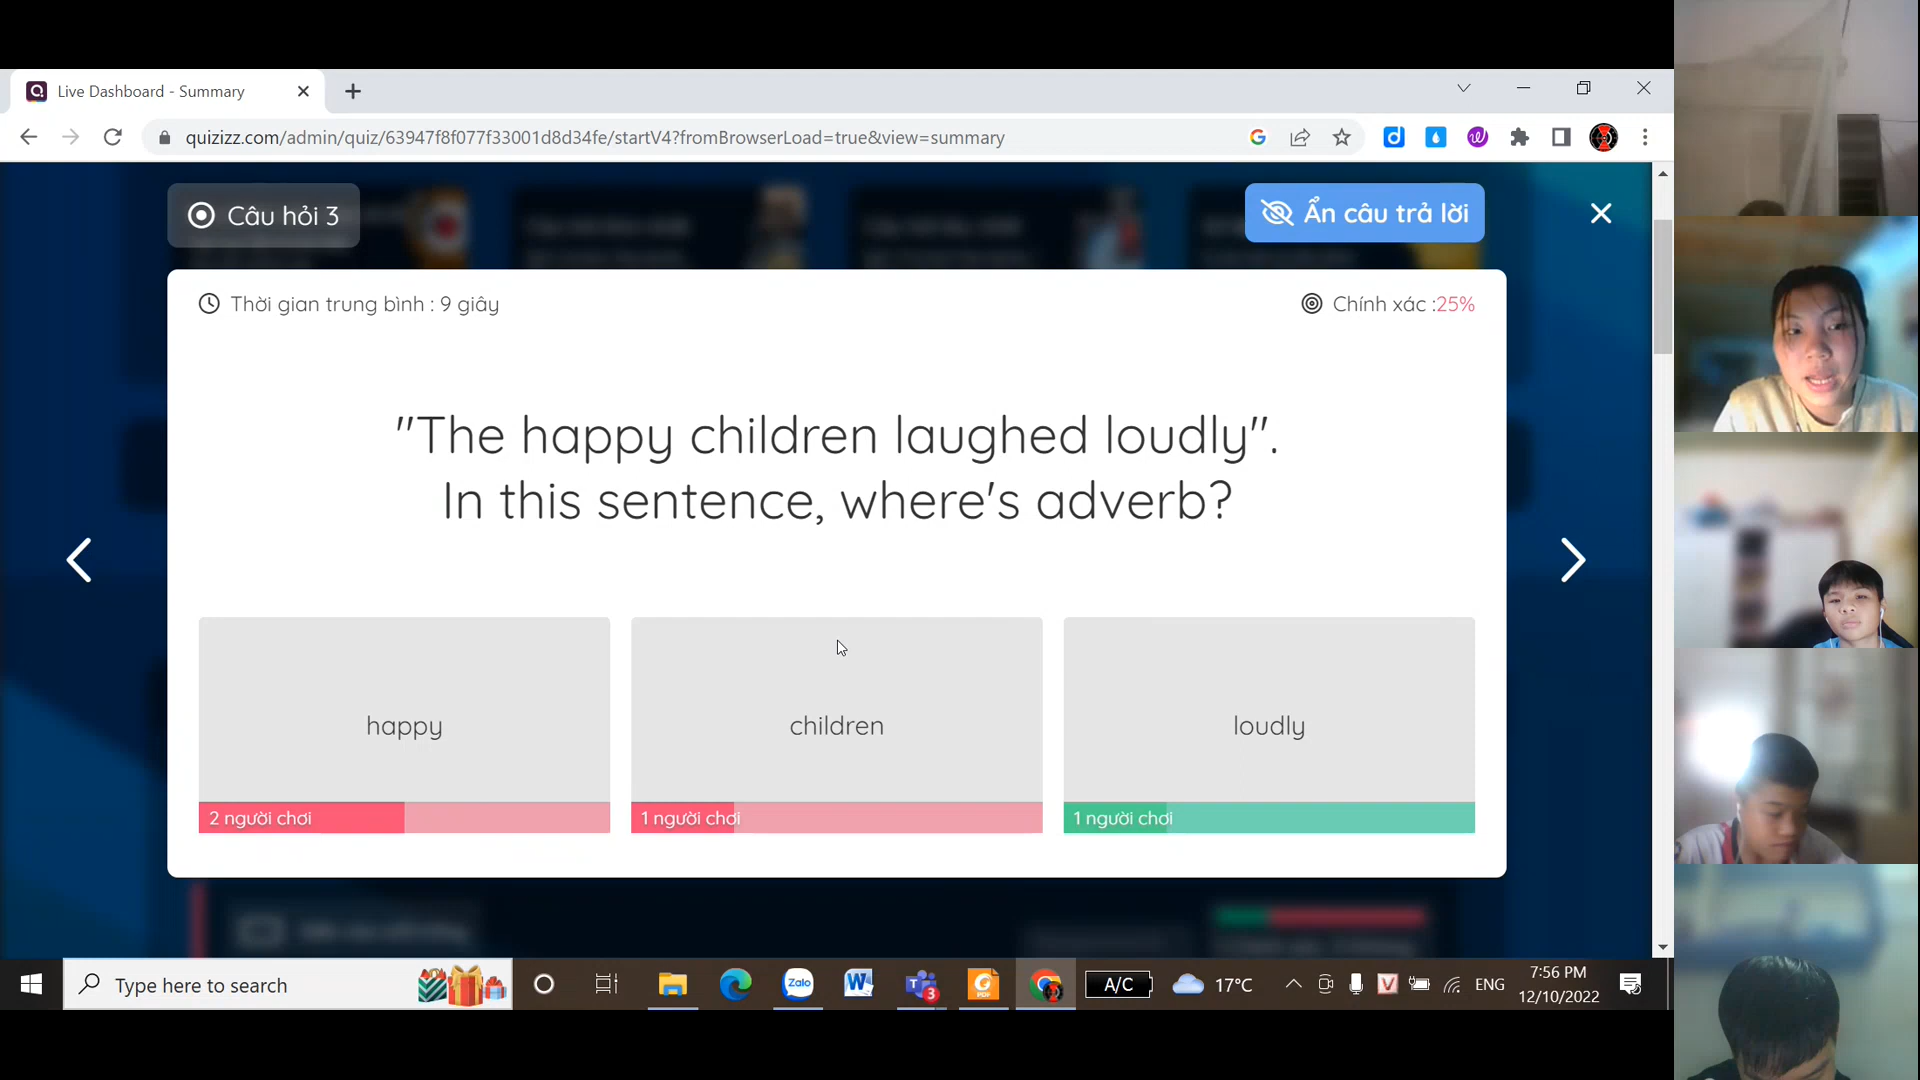 Live Dashboard - Summary
quizizz.com/admin/quiz/63947f8f077f33001d8d34fe/startV4?fromBrowserLoad=true&view=summary
Câu hỏi 3
Ẩn câu trả lời
Thời gian trung bình : 9 giây
Chính xác :25%
"The happy children laughed loudly".
In this sentence, where's adverb?
happy
children
loudly
2 người chơi
1 người chơi
1 người chơi
Type here to search
Zalo
3
PDF
A/C
17°C
ENG
7:56 PM
12/10/2022